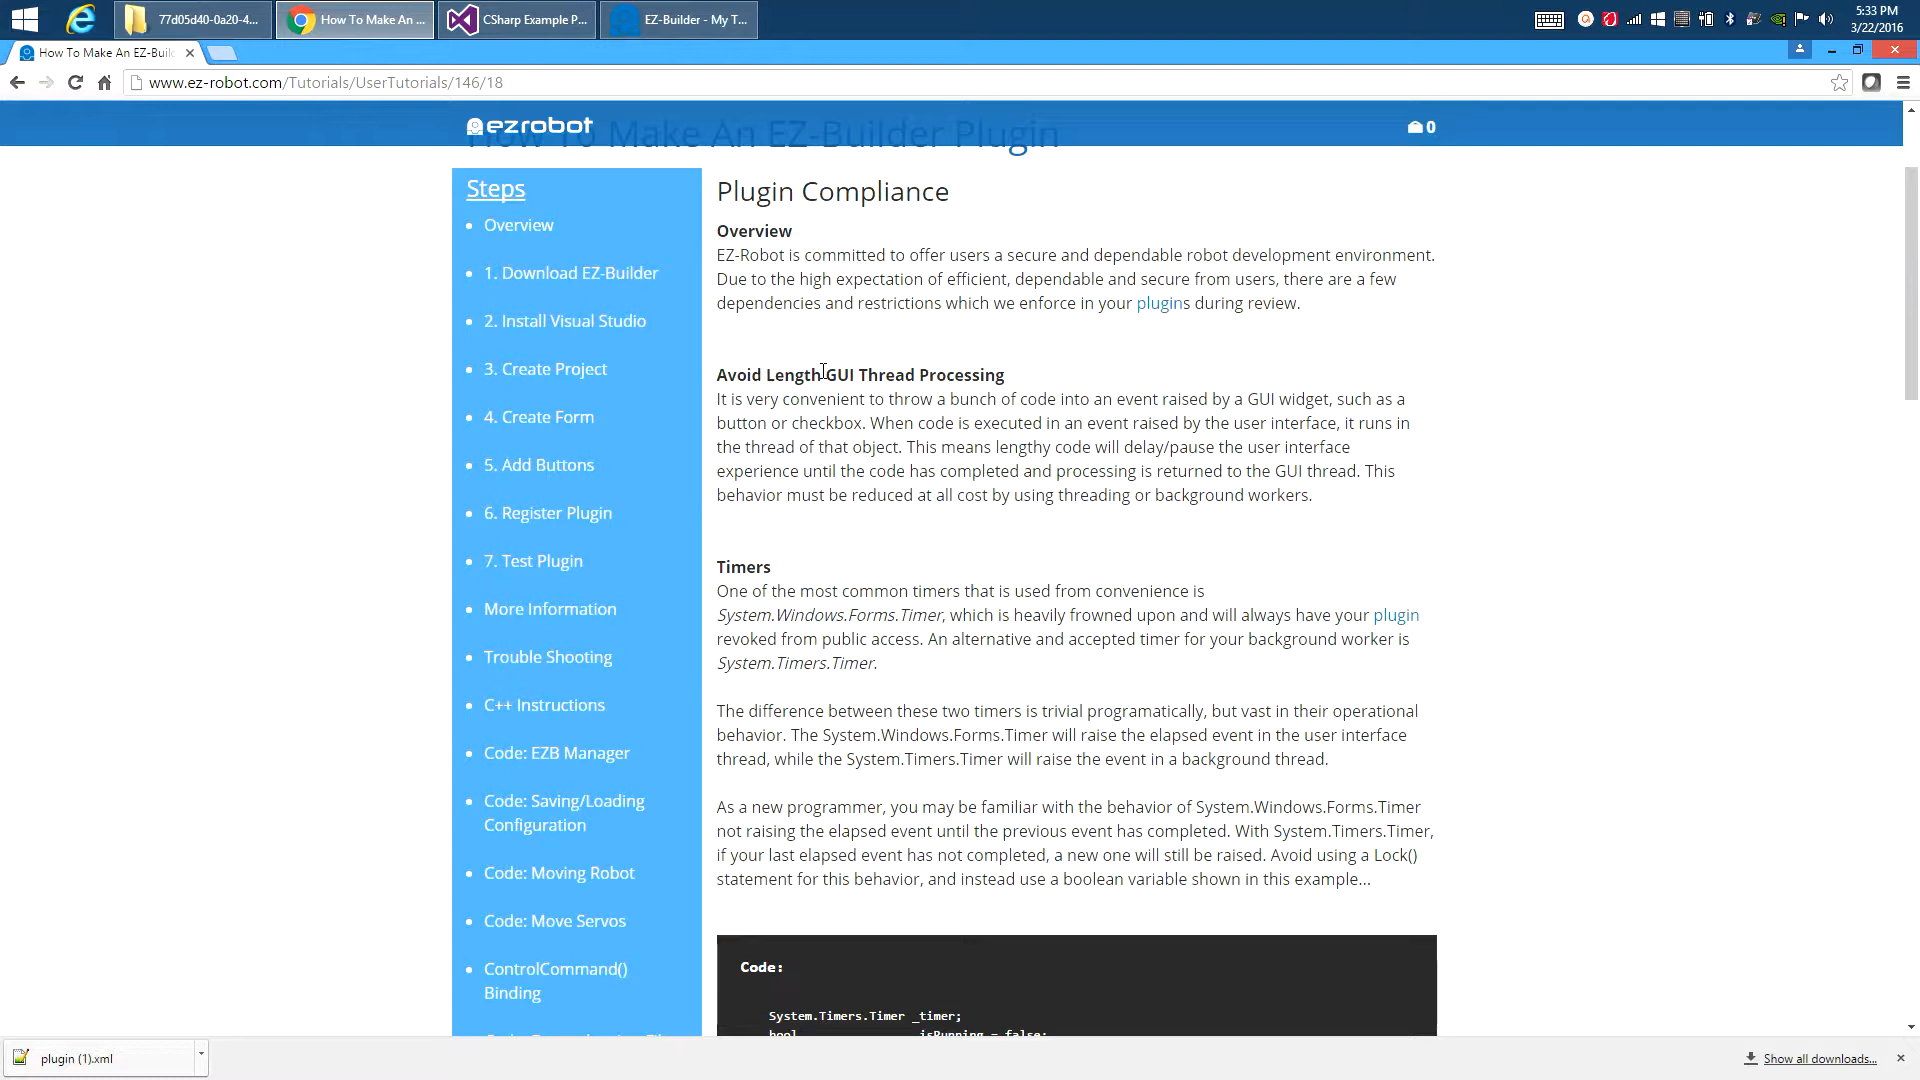 77d05d40-0a20-4...
How To Make An ...
CSharp Example P...
EZ-Builder - My T...
5:33 PM
3/22/2016
How To Make An EZ-Buil
www.ez-robot.com/Tutorials/UserTutorials/146/18
ezrobot
0
How To Make An EZ-Builder Plugin
Steps
Overview
1. Download EZ-Builder
2. Install Visual Studio
3. Create Project
4. Create Form
5. Add Buttons
6. Register Plugin
7. Test Plugin
More Information
Trouble Shooting
C++ Instructions
Code: EZB Manager
Code: Saving/Loading
Configuration
Code: Moving Robot
Code: Move Servos
ControlCommand()
Binding
Plugin Compliance
Overview
EZ-Robot is committed to offer users a secure and dependable robot development environment.
Due to the high expectation of efficient, dependable and secure from users, there are a few
dependencies and restrictions which we enforce in your plugins during review.
Avoid Length GUI Thread Processing
It is very convenient to throw a bunch of code into an event raised by a GUI widget, such as a
button or checkbox. When code is executed in an event raised by the user interface, it runs in
the thread of that object. This means lengthy code will delay/pause the user interface
experience until the code has completed and processing is returned to the GUI thread. This
behavior must be reduced at all cost by using threading or background workers.
Timers
One of the most common timers that is used from convenience is
System.Windows.Forms.Timer, which is heavily frowned upon and will always have your plugin
revoked from public access. An alternative and accepted timer for your background worker is
System.Timers.Timer.
The difference between these two timers is trivial programatically, but vast in their operational
behavior. The System.Windows.Forms.Timer will raise the elapsed event in the user interface
thread, while the System.Timers.Timer will raise the event in a background thread.
As a new programmer, you may be familiar with the behavior of System.Windows.Forms.Timer
not raising the elapsed event until the previous event has completed. With System.Timers.Timer,
if your last elapsed event has not completed, a new one will still be raised. Avoid using a Lock()
statement for this behavior, and instead use a boolean variable shown in this example...
Code:
System.Timers.Timer _timer;
bool _isRunning = false;
plugin (1).xml
Show all downloads...